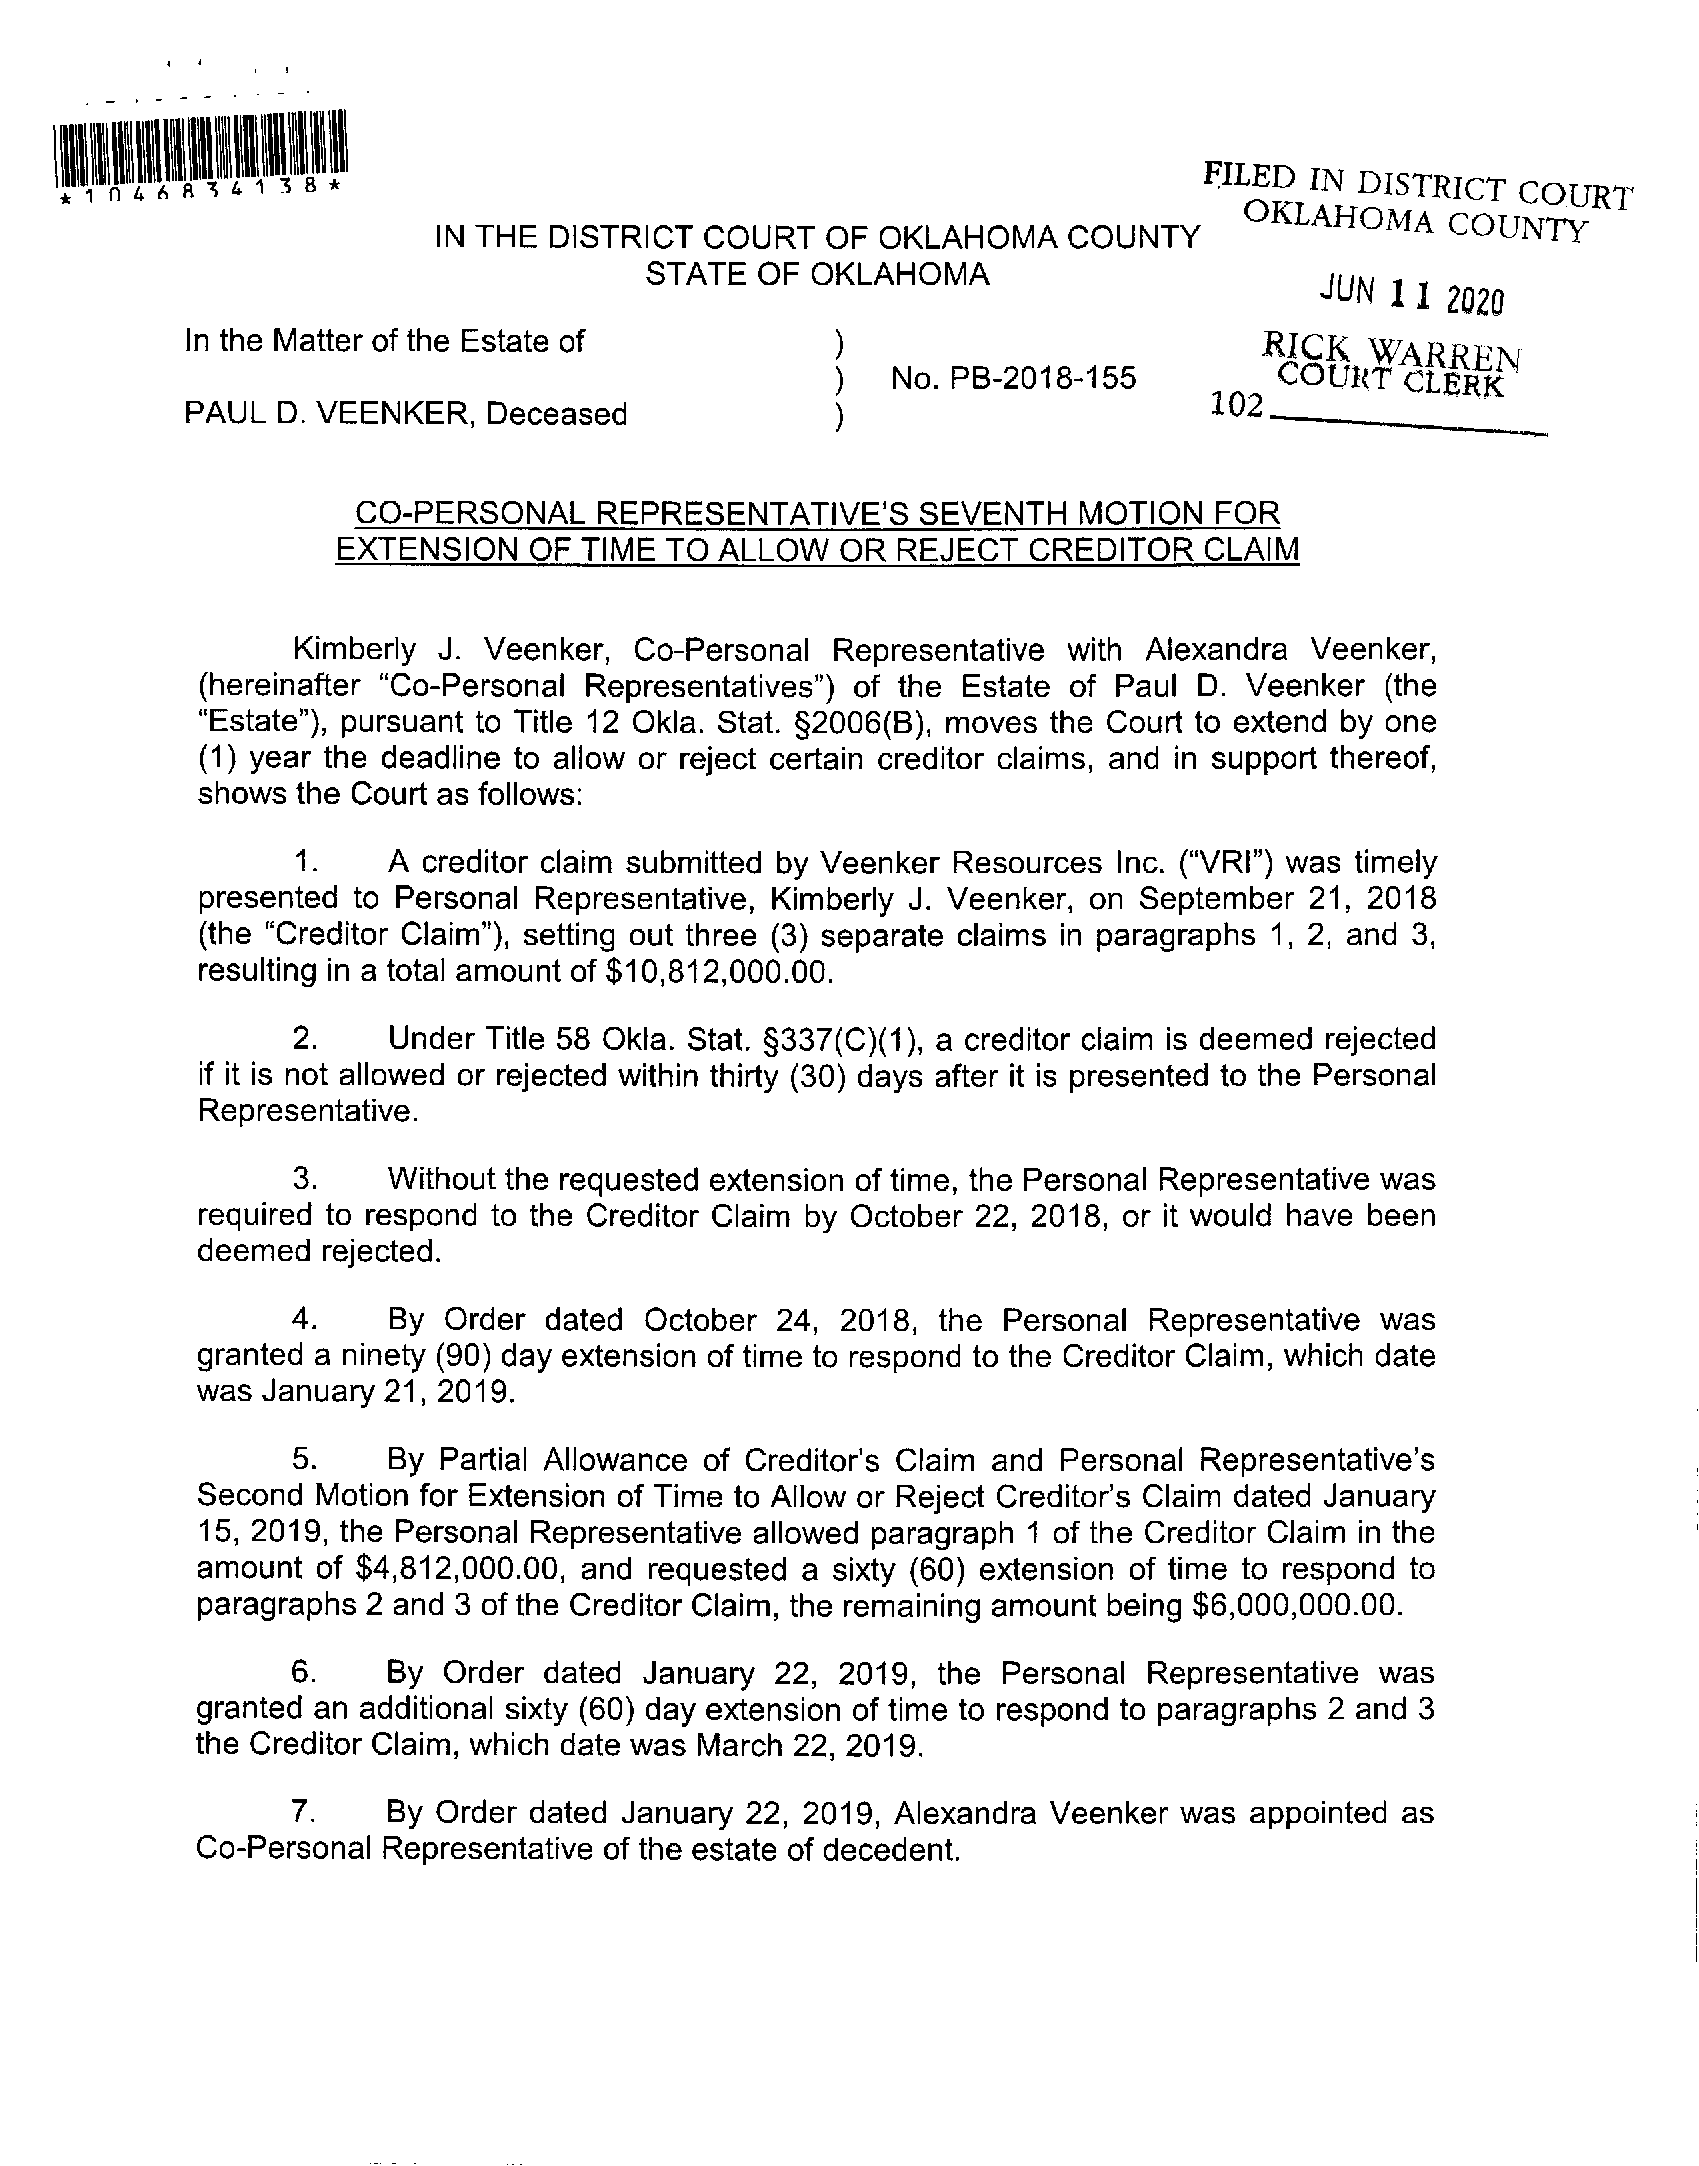 *1046834138*
FILED IN DISTRICT COURT
OKLAHOMA COUNTY
JUN 11 2020
RICK WARREN
COURT CLERK
102
IN THE DISTRICT COURT OF OKLAHOMA COUNTY
STATE OF OKLAHOMA
In the Matter of the Estate of )
) No. PB-2018-155
PAUL D. VEENKER, Deceased )
CO-PERSONAL REPRESENTATIVE'S SEVENTH MOTION FOR
EXTENSION OF TIME TO ALLOW OR REJECT CREDITOR CLAIM
Kimberly J. Veenker, Co-Personal Representative with Alexandra Veenker,
(hereinafter “Co-Personal Representatives”) of the Estate of Paul D. Veenker (the
“Estate”), pursuant to Title 12 Okla. Stat. §2006(B), moves the Court to extend by one
(1) year the deadline to allow or reject certain creditor claims, and in support thereof,
shows the Court as follows:
1. A creditor claim submitted by Veenker Resources Inc. (“VRI”) was timely
presented to Personal Representative, Kimberly J. Veenker, on September 21, 2018
(the “Creditor Claim”), setting out three (3) separate claims in paragraphs 1, 2, and 3,
resulting in a total amount of $10,812,000.00.
2. Under Title 58 Okla. Stat. §337(C)(1), a creditor claim is deemed rejected
if it is not allowed or rejected within thirty (30) days after it is presented to the Personal
Representative.
3. Without the requested extension of time, the Personal Representative was
required to respond to the Creditor Claim by October 22, 2018, or it would have been
deemed rejected.
4. By Order dated October 24, 2018, the Personal Representative was
granted a ninety (90) day extension of time to respond to the Creditor Claim, which date
was January 21, 2019.
5. By Partial Allowance of Creditor's Claim and Personal Representative's
Second Motion for Extension of Time to Allow or Reject Creditor's Claim dated January
15, 2019, the Personal Representative allowed paragraph 1 of the Creditor Claim in the
amount of $4,812,000.00, and requested a sixty (60) extension of time to respond to
paragraphs 2 and 3 of the Creditor Claim, the remaining amount being $6,000,000.00.
6. By Order dated January 22, 2019, the Personal Representative was
granted an additional sixty (60) day extension of time to respond to paragraphs 2 and 3
the Creditor Claim, which date was March 22, 2019.
7. By Order dated January 22, 2019, Alexandra Veenker was appointed as
Co-Personal Representative of the estate of decedent.